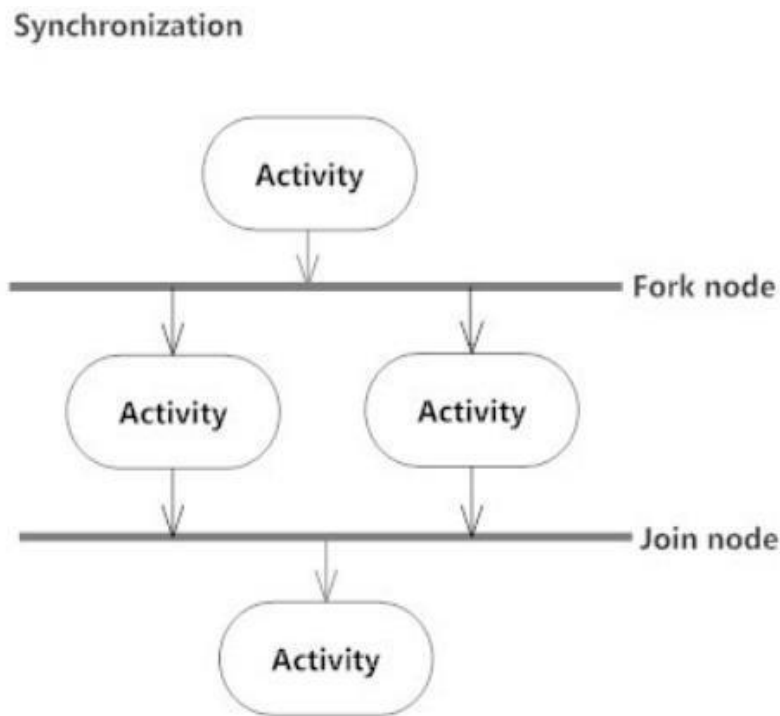 Synchronization
Activity
Fork node
Activity
Activity
Join node
Activity